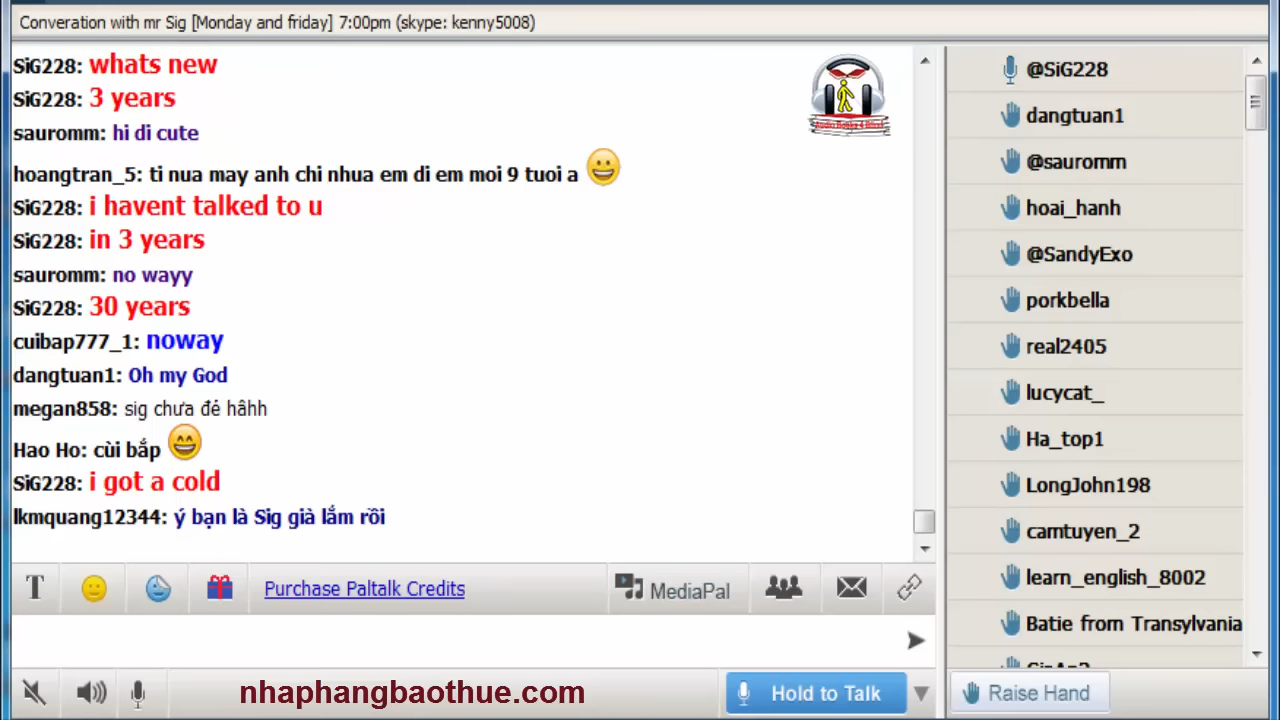 Converation with mr Sig [Monday and friday] 7:00pm (skype: kenny5008)
SiG228: whats new
SiG228: 3 years
sauromm: hi di cute
hoangtran_5: ti nua may anh chi nhua em di em moi 9 tuoi a
SiG228: i havent talked to u
SiG228: in 3 years
sauromm: no wayy
SiG228: 30 years
cuibap777_1: noway
dangtuan1: Oh my God
megan858: sig chưa đẻ hâhh
Hao Ho: cùi bắp
SiG228: i got a cold
lkmquang12344: ý bạn là Sig già lắm rồi
@SiG228
dangtuan1
@sauromm
hoai_hanh
@SandyExo
porkbella
real2405
lucycat_
Ha_top1
LongJohn198
camtuyen_2
learn_english_8002
Batie from Transylvania
T
Purchase Paltalk Credits
MediaPal
nhaphangbaothue.com
Hold to Talk
Raise Hand